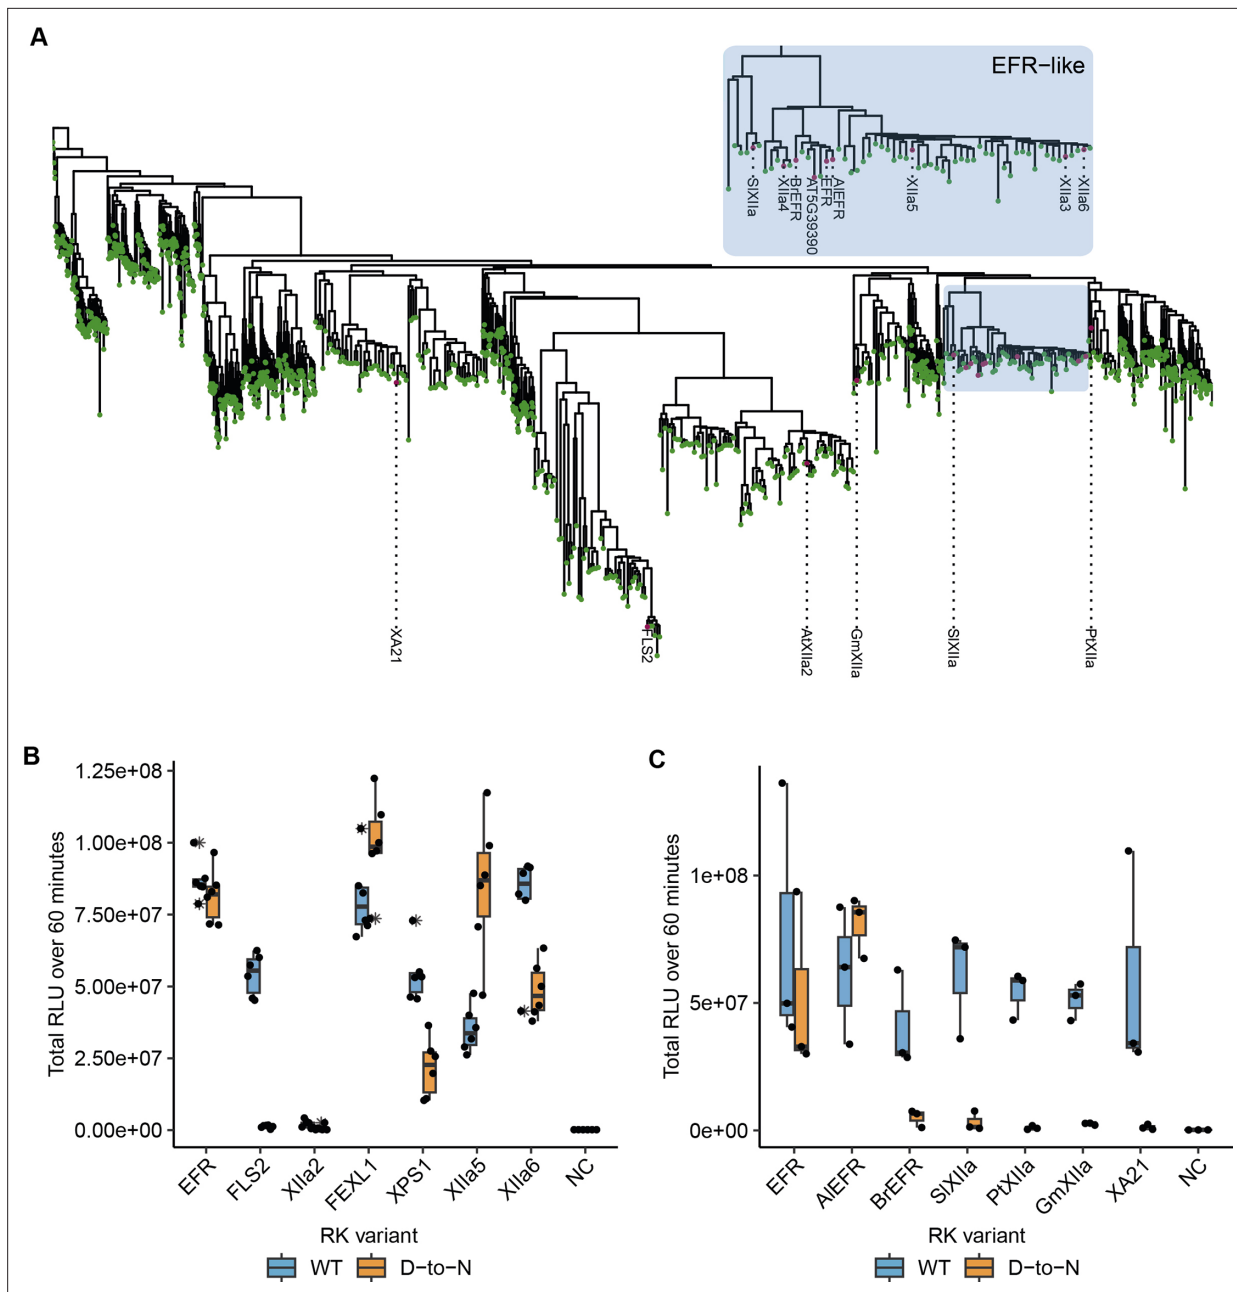 A
EFR-like
SlXIIa
XIIa4
BrEFR
AT5G39390
EFR
AlEFR
XIIa5
XIIa3
XIIa6
XA21
FLS2
AtXIIa2
GmXIIa
SlXIIa
PtXIIa
B
Total RLU over 60 minutes
1.25e+08
1.00e+08
7.50e+07
5.00e+07
2.50e+07
0.00e+00
EFR
FLS2
XIIa2
FEXL1
XPS1
XIIa5
XIIa6
NC
RK variant
WT
D-to-N
C
Total RLU over 60 minutes
1e+08
5e+07
0e+00
EFR
AlEFR
BrEFR
SlXIIa
PtXIIa
GmXIIa
XA21
NC
RK variant
WT
D-to-N